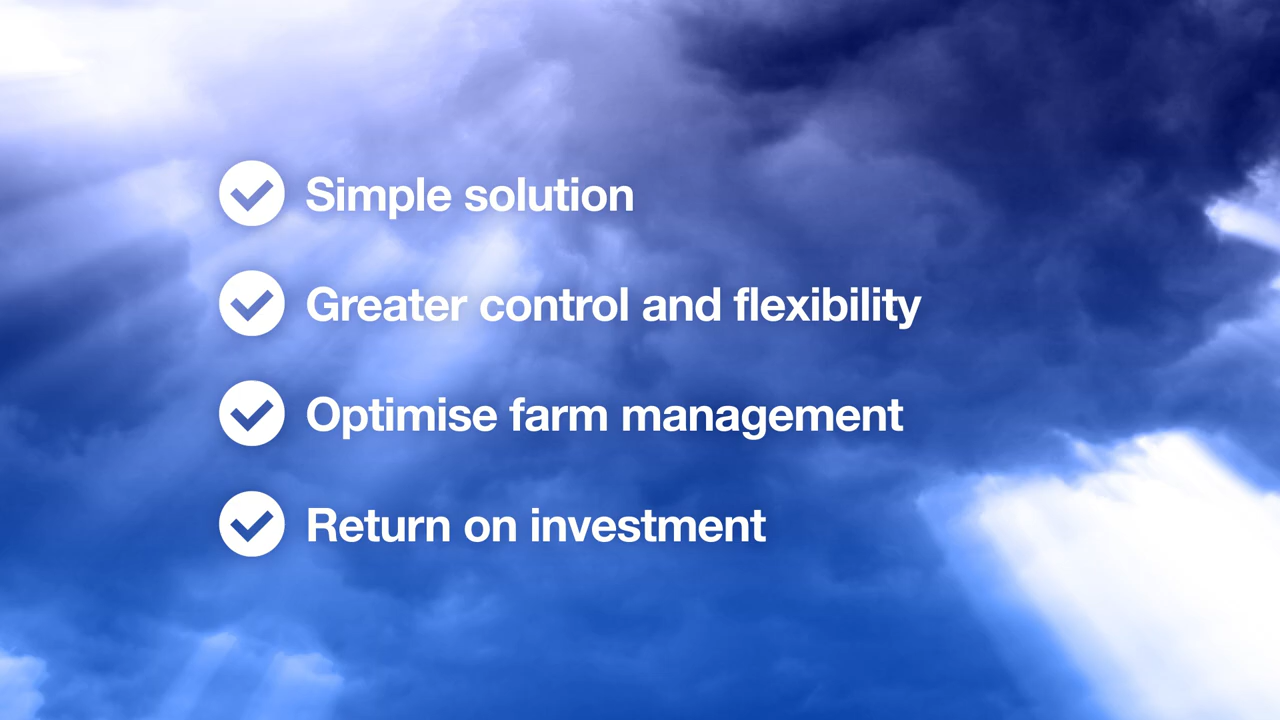 Simple solution
Greater control and flexibility
Optimise farm management
Return on investment